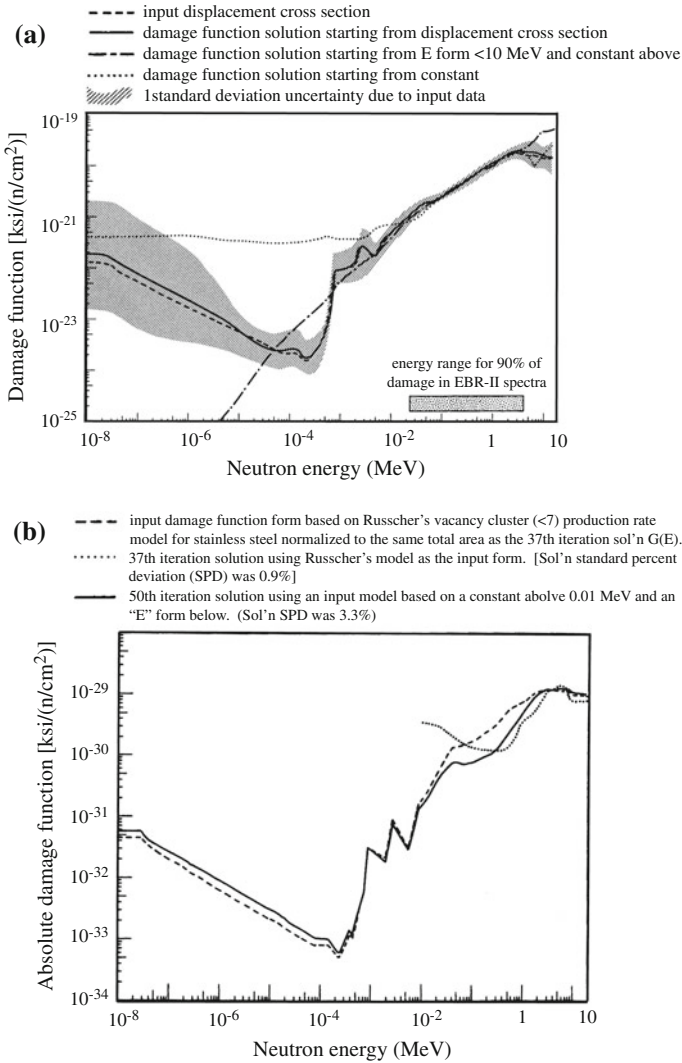 (a)
input displacement cross section
damage function solution starting from displacement cross section
damage function solution starting from E form <10 MeV and constant above
damage function solution starting from constant
1standard deviation uncertainty due to input data
Damage function [ksi/(n/cm²)]
10⁻¹⁹
10⁻²¹
10⁻²³
10⁻²⁵
energy range for 90% of
damage in EBR-II spectra
10⁻⁸
10⁻⁶
10⁻⁴
10⁻²
1
10
Neutron energy (MeV)
(b)
input damage function form based on Russcher's vacancy cluster (<7) production rate
model for stainless steel normalized to the same total area as the 37th iteration sol'n G(E).
37th iteration solution using Russcher's model as the input form. [Sol'n standard percent
deviation (SPD) was 0.9%]
50th iteration solution using an input model based on a constant abolve 0.01 MeV and an
“E” form below. (Sol'n SPD was 3.3%)
Absolute damage function [ksi/(n/cm²)]
10⁻²⁹
10⁻³⁰
10⁻³¹
10⁻³²
10⁻³³
10⁻³⁴
10⁻⁸
10⁻⁶
10⁻⁴
10⁻²
1
10
Neutron energy (MeV)